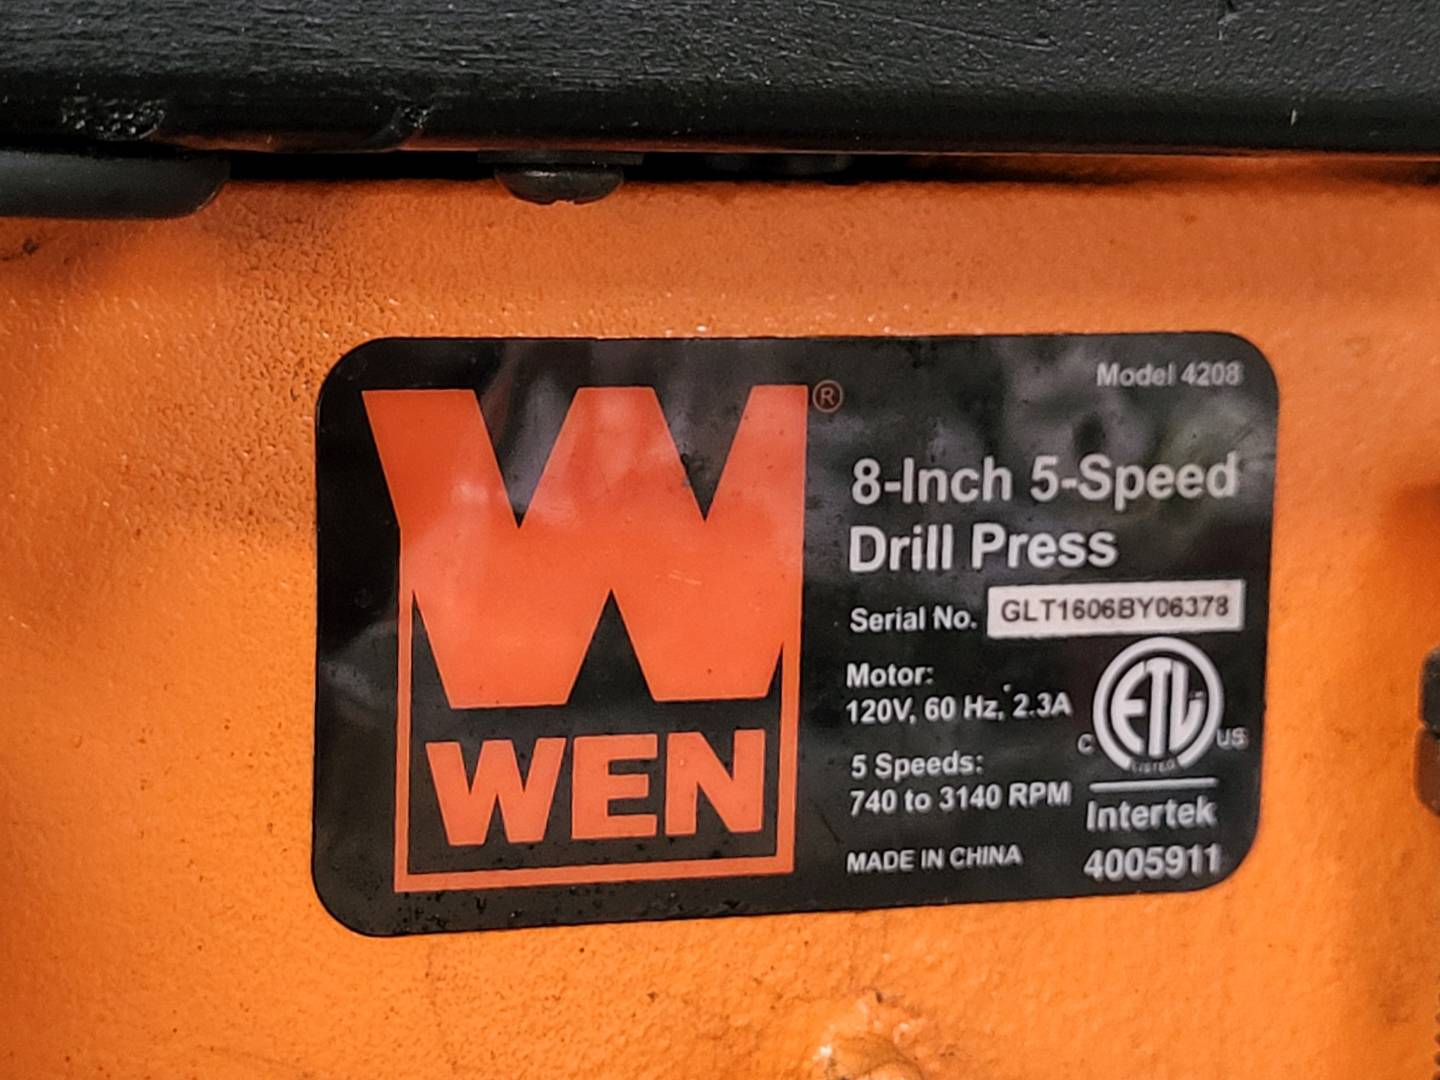 Model 4208
W
®
WEN
8-Inch 5-Speed
Drill Press
Serial No. GLT1606BY06378
Motor:
120V, 60 Hz, 2.3A
5 Speeds:
740 to 3140 RPM
MADE IN CHINA
ETL
C US
LISTED
Intertek
4005911